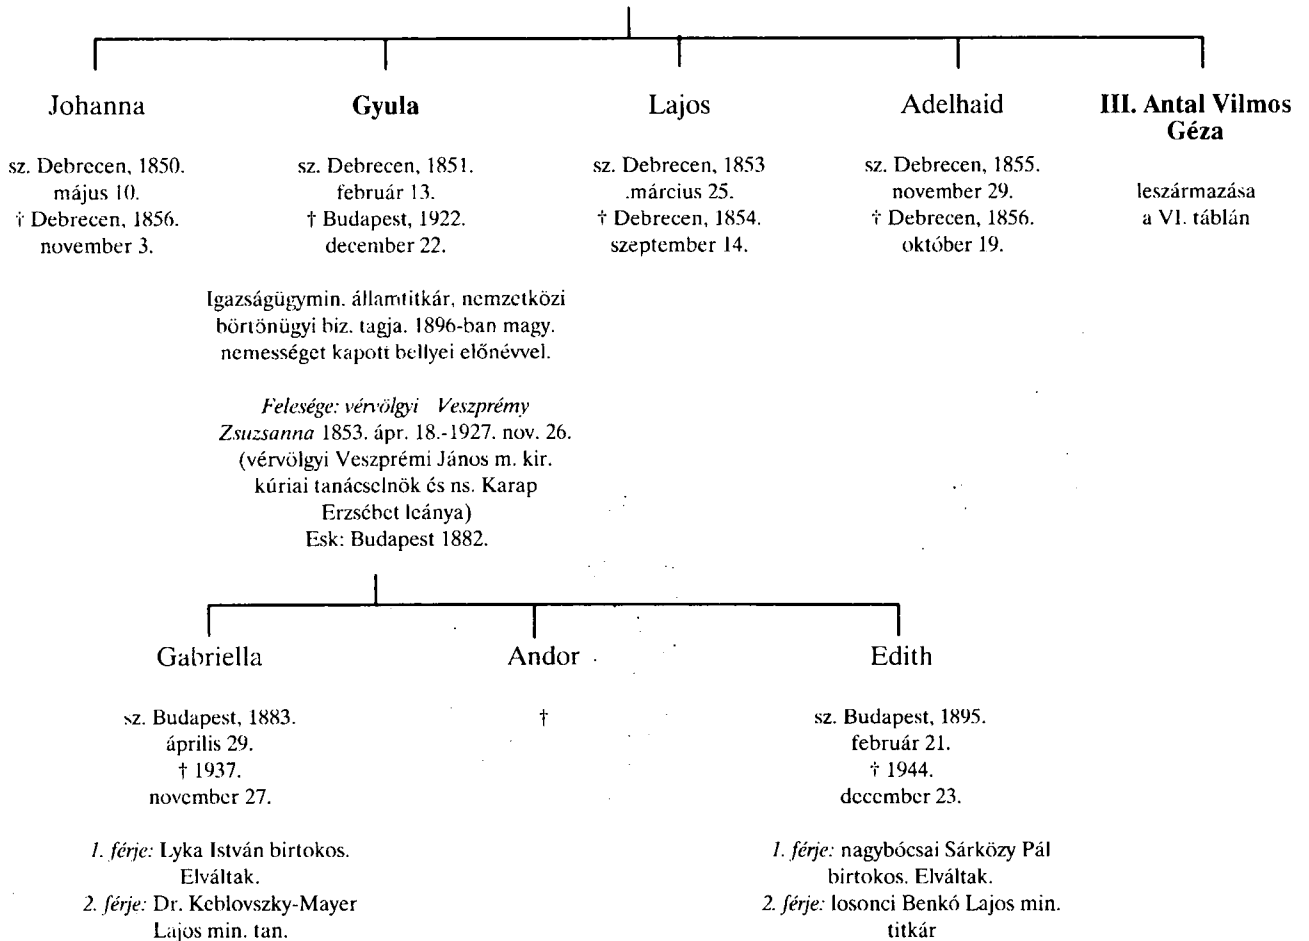 Johanna
sz. Debrecen, 1850.
május 10.
† Debrecen, 1856.
november 3.
Gyula
sz. Debrecen, 1851.
február 13.
† Budapest, 1922.
december 22.
Igazságügymin. államtitkár, nemzetközi
börtönügyi biz. tagja. 1896-ban magy.
nemességet kapott bellyei előnévvel.
Felesége: vérvölgyi Veszprémy
Zsuzsanna 1853. ápr. 18.-1927. nov. 26.
(vérvölgyi Veszprémi János m. kir.
kúriai tanácselnök és ns. Karap
Erzsébet leánya)
Esk: Budapest 1882.
Lajos
sz. Debrecen, 1853
.március 25.
† Debrecen, 1854.
szeptember 14.
Adelhaid
sz. Debrecen, 1855.
november 29.
† Debrecen, 1856.
október 19.
III. Antal Vilmos
Géza
leszármazása
a VI. táblán
Gabriella
sz. Budapest, 1883.
április 29.
† 1937.
november 27.
1. férje: Lyka István birtokos.
Elváltak.
2. férje: Dr. Keblovszky-Mayer
Lajos min. tan.
Andor
†
Edith
sz. Budapest, 1895.
február 21.
† 1944.
december 23.
1. férje: nagybócsai Sárközy Pál
birtokos. Elváltak.
2. férje: losonci Benkó Lajos min.
titkár